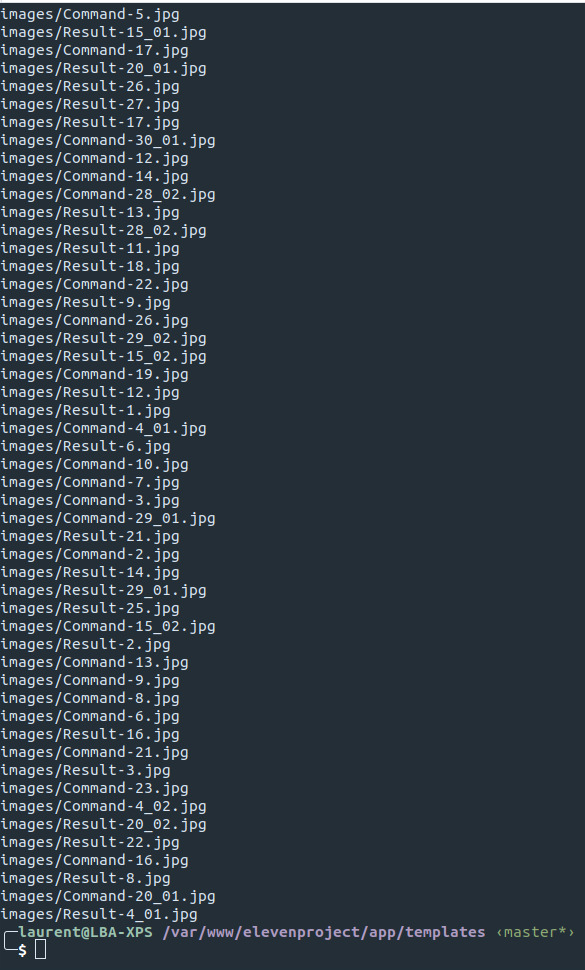 images/Command-5.jpg
images/Result-15_01.jpg
images/Command-17.jpg
images/Result-20_01.jpg
images/Result-26.jpg
images/Result-27.jpg
images/Result-17.jpg
images/Command-30_01.jpg
images/Command-12.jpg
images/Command-14.jpg
images/Command-28_02.jpg
images/Result-13.jpg
images/Result-28_02.jpg
images/Result-11.jpg
images/Result-18.jpg
images/Command-22.jpg
images/Result-9.jpg
images/Command-26.jpg
images/Result-29_02.jpg
images/Result-15_02.jpg
images/Command-19.jpg
images/Result-12.jpg
images/Result-1.jpg
images/Command-4_01.jpg
images/Result-6.jpg
images/Command-10.jpg
images/Command-7.jpg
images/Command-3.jpg
images/Command-29_01.jpg
images/Result-21.jpg
images/Command-2.jpg
images/Result-14.jpg
images/Result-29_01.jpg
images/Result-25.jpg
images/Command-15_02.jpg
images/Result-2.jpg
images/Command-13.jpg
images/Command-9.jpg
images/Command-8.jpg
images/Command-6.jpg
images/Result-16.jpg
images/Command-21.jpg
images/Result-3.jpg
images/Command-23.jpg
images/Command-4_02.jpg
images/Result-20_02.jpg
images/Result-22.jpg
images/Command-16.jpg
images/Result-8.jpg
images/Command-20_01.jpg
images/Result-4_01.jpg
╭─laurent@LBA-XPS /var/www/elevenproject/app/templates ‹master*›
╰─$